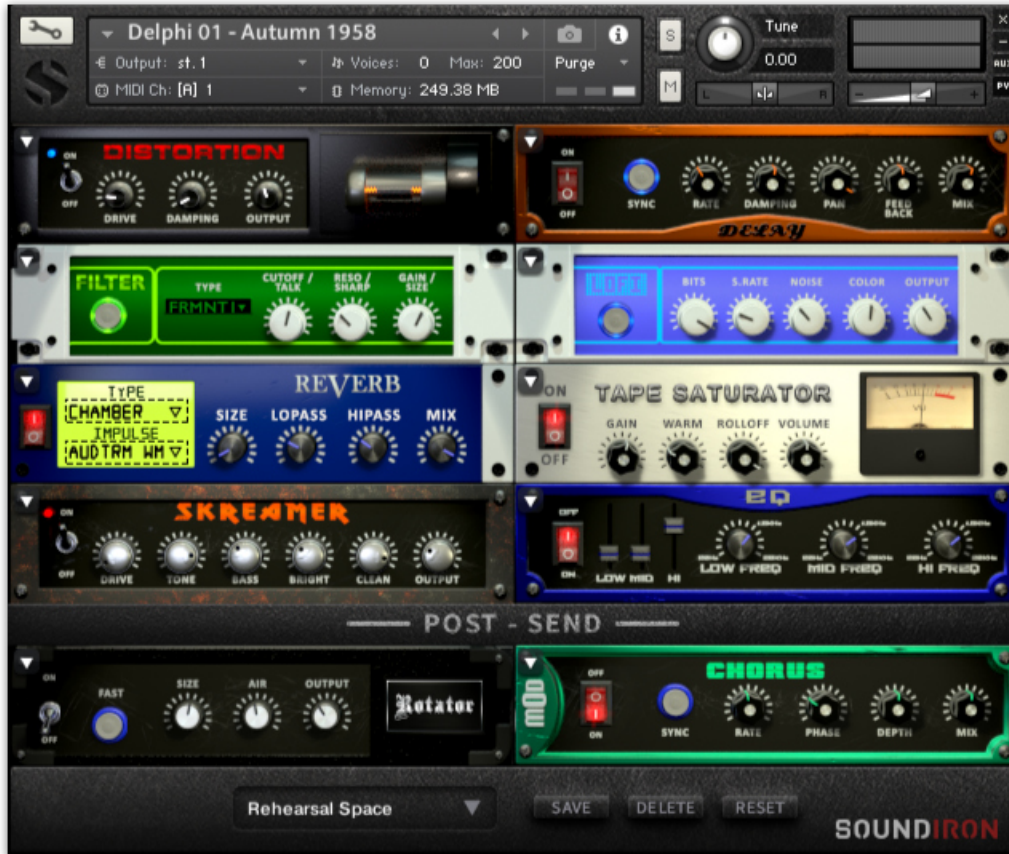 Delphi 01 - Autumn 1958
Output: st. 1
Voices: 0 Max: 200
Purge
MIDI Ch: [A] 1
Memory: 249.38 MB
S
M
Tune
0.00
L
R
AUX
PV
DISTORTION
ON
OFF
DRIVE
DAMPING
OUTPUT
ON
OFF
SYNC
RATE
DAMPING
PAN
FEED
BACK
MIX
DELAY
FILTER
TYPE
FRMNT I
CUTOFF /
TALK
RESO /
SHARP
GAIN /
SIZE
LOFI
BITS
S.RATE
NOISE
COLOR
OUTPUT
TYPE
CHAMBER
IMPULSE
AUDTRM WM
REVERB
SIZE
LOPASS
HIPASS
MIX
ON
OFF
TAPE SATURATOR
GAIN
WARM
ROLLOFF
VOLUME
VU
SKREAMER
ON
OFF
DRIVE
TONE
BASS
BRIGHT
CLEAN
OUTPUT
EQ
OFF
ON
LOW
MID
HI
LOW FREQ
MID FREQ
HI FREQ
POST - SEND
ON
OFF
FAST
SIZE
AIR
OUTPUT
Rotator
CHORUS
OFF
ON
SYNC
RATE
PHASE
DEPTH
MIX
Rehearsal Space
SAVE
DELETE
RESET
SOUNDIRON